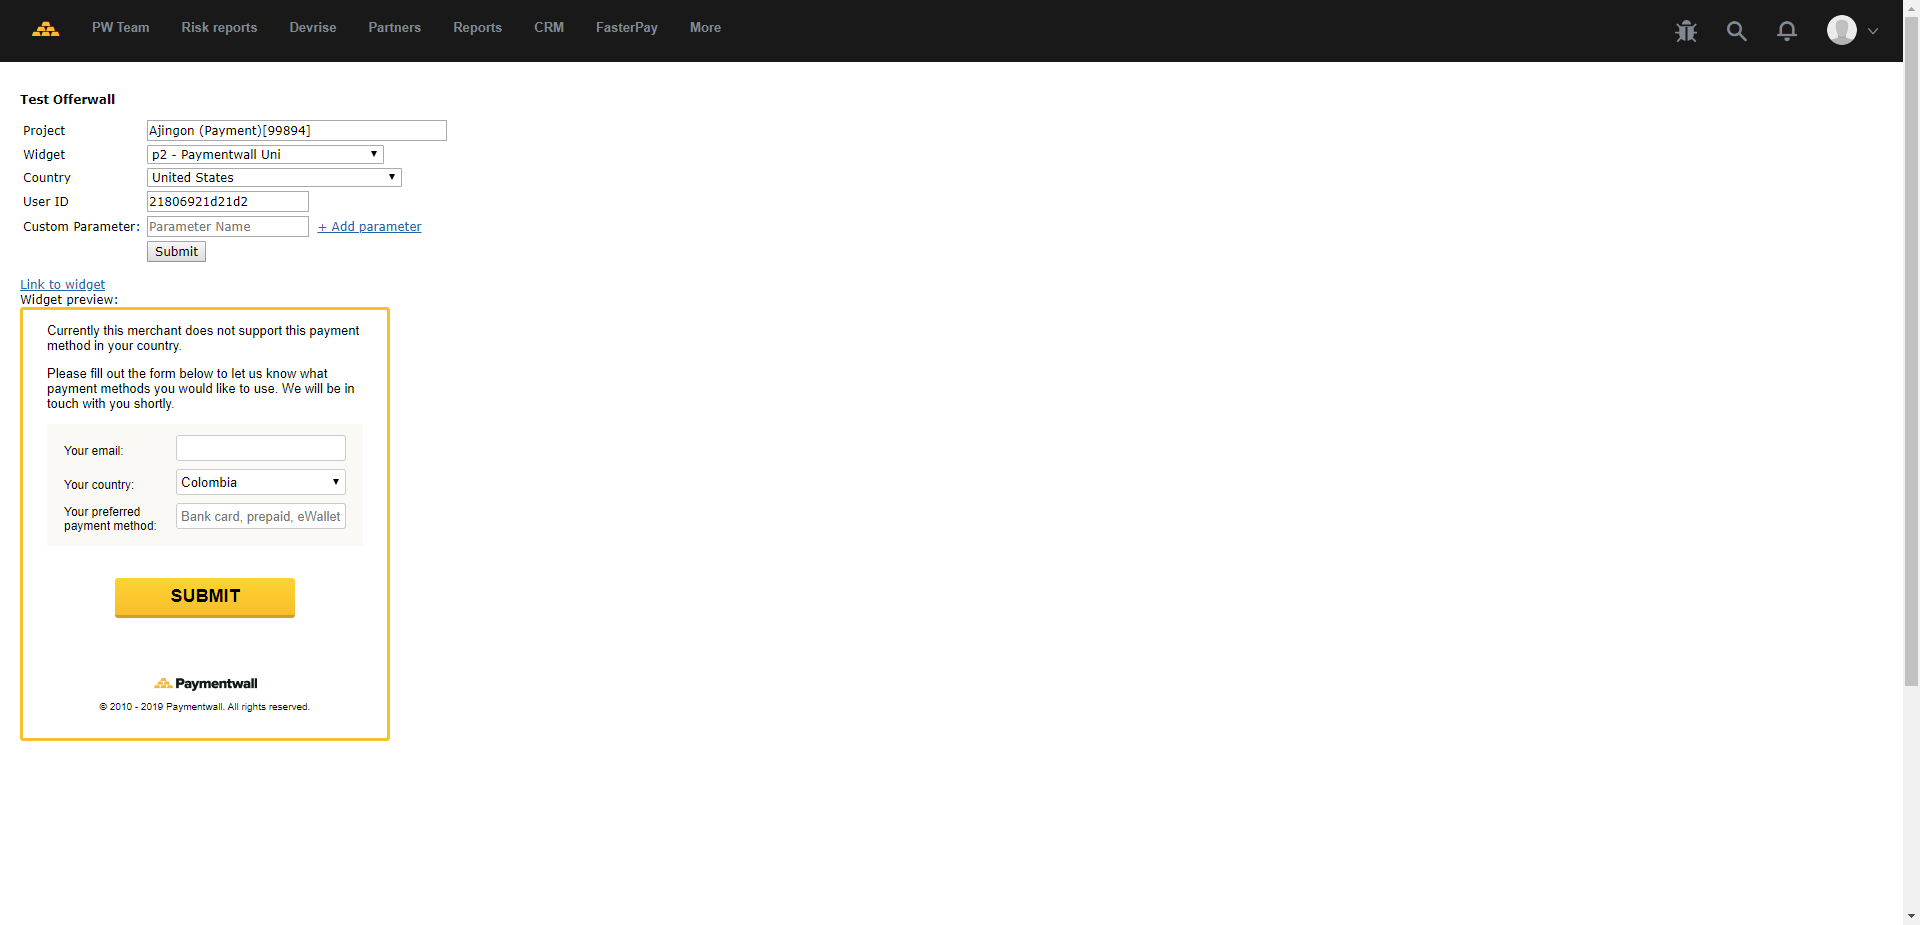 PW Team Risk reports Devrise Partners Reports CRM FasterPay More
Test Offerwall
Project Ajingon (Payment)[99894]
Widget p2 - Paymentwall Uni
Country United States
User ID 21806921d21d2
Custom Parameter: Parameter Name + Add parameter
Submit
Link to widget
Widget preview:
Currently this merchant does not support this payment
method in your country.
Please fill out the form below to let us know what
payment methods you would like to use. We will be in
touch with you shortly.
Your email:
Your country: Colombia
Your preferred
payment method: Bank card, prepaid, eWallet
SUBMIT
Paymentwall
© 2010 - 2019 Paymentwall. All rights reserved.